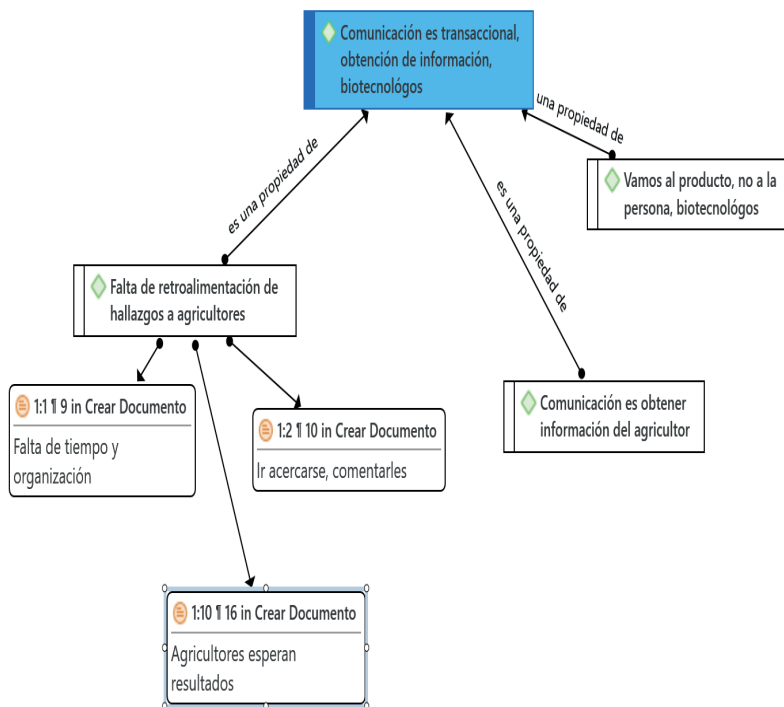 Comunicación es transaccional,
obtención de información,
biotecnológos
una propiedad de
Vamos al producto, no a la
persona, biotecnológos
es una propiedad de
es una propiedad de
Falta de retroalimentación de
hallazgos a agricultores
1:1 ¶ 9 in Crear Documento
Falta de tiempo y
organización
1:2 ¶ 10 in Crear Documento
Ir acercarse, comentarles
Comunicación es obtener
información del agricultor
1:10 ¶ 16 in Crear Documento
Agricultores esperan
resultados